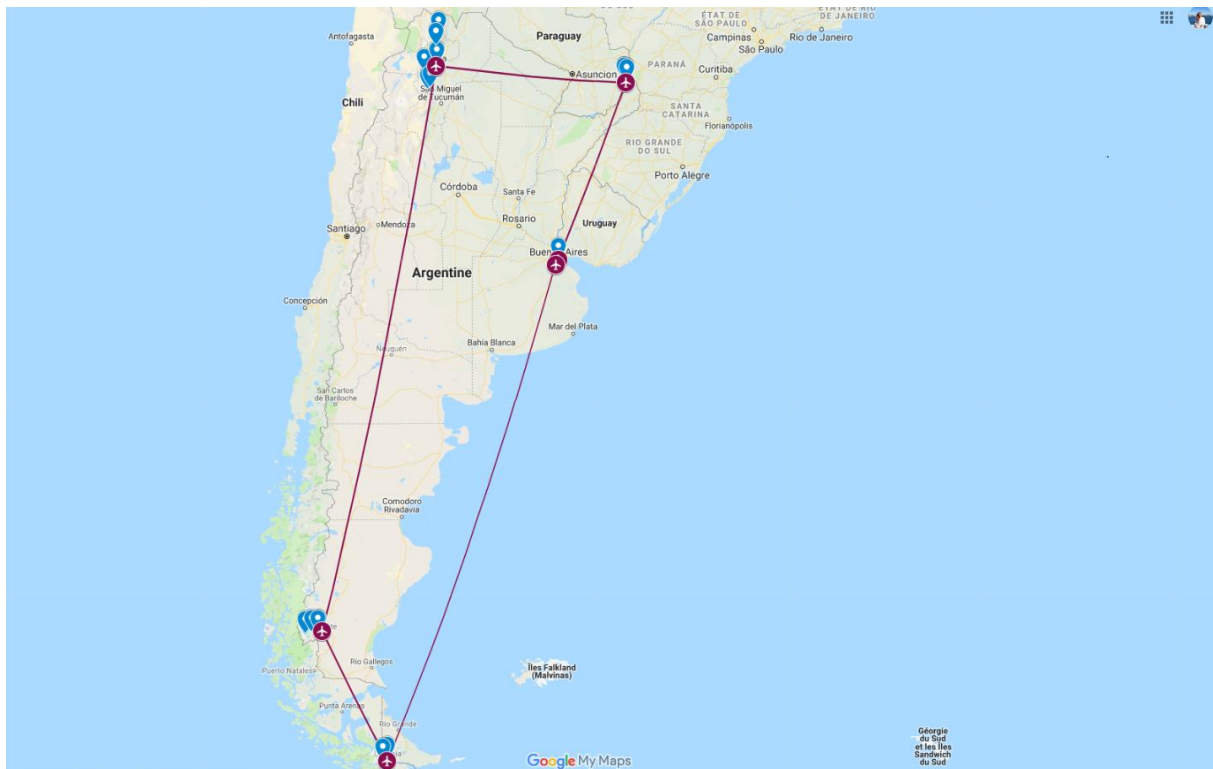 ÉTAT DE
SÃO PAULO
DE JANEIRO
Antofagasta
Paraguay
Campinas
Rio de Janeiro
São Paulo
Asuncion
PARANÁ
Curitiba
San Miguel
de Tucumán
Chili
SANTA
CATARINA
Florianópolis
RIO GRANDE
DO SUL
Porto Alegre
Córdoba
Santa Fe
Rosario
Uruguay
Mendoza
Santiago
Buenos Aires
Argentine
Concepción
Mar del Plata
Bahía Blanca
Neuquén
San Carlos
de Bariloche
Comodoro
Rivadavia
Río Gallegos
Puerto Natales
Îles Falkland
(Malvinas)
Punta Arenas
Río Grande
Géorgie
du Sud
et les Îles
Sandwich
du Sud
Google My Maps